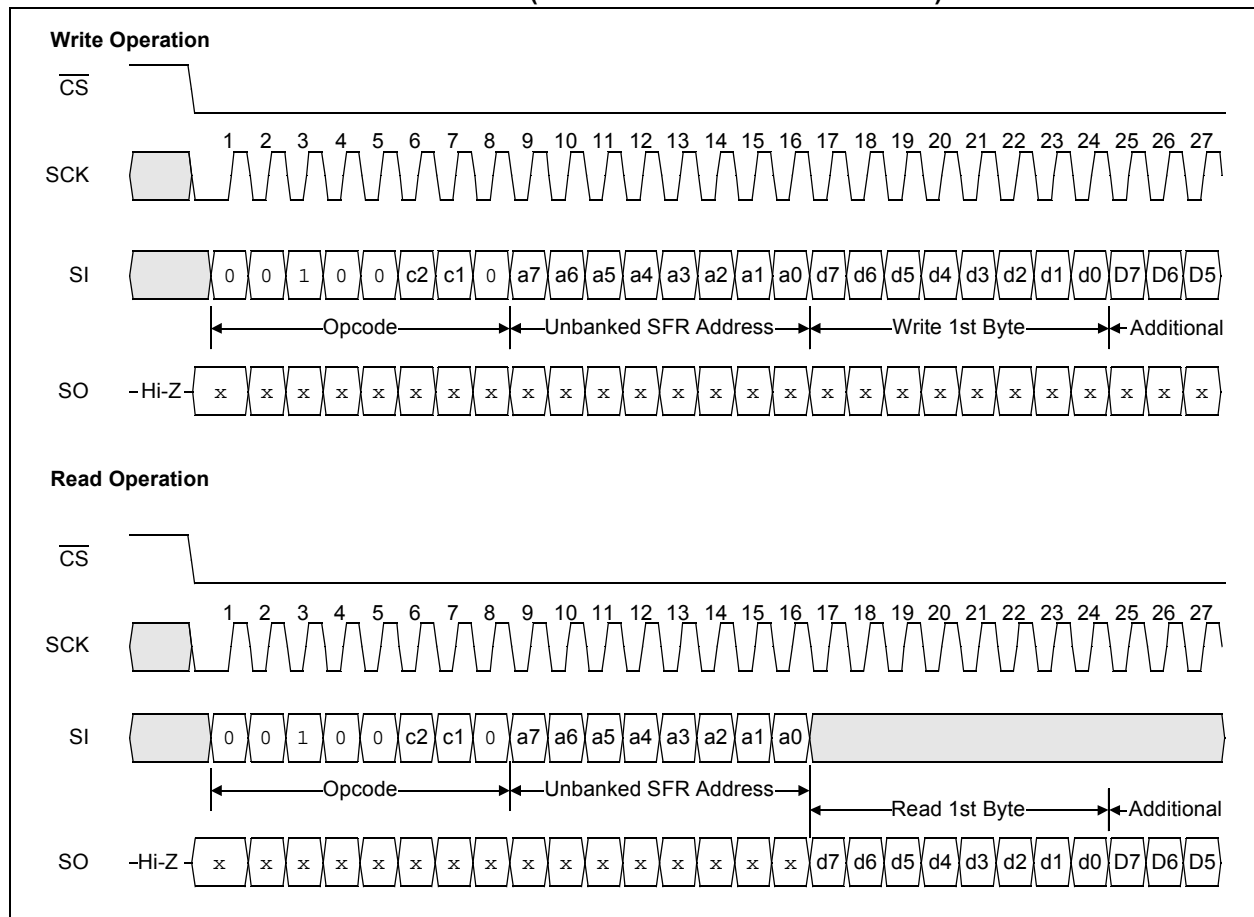 Write Operation
CS
1 2 3 4 5 6 7 8 9 10 11 12 13 14 15 16 17 18 19 20 21 22 23 24 25 26 27
SCK
SI 0 0 1 0 0 c2 c1 0 a7 a6 a5 a4 a3 a2 a1 a0 d7 d6 d5 d4 d3 d2 d1 d0 D7 D6 D5
Opcode Unbanked SFR Address Write 1st Byte Additional
SO Hi-Z x x x x x x x x x x x x x x x x x x x x x x x x x x x
Read Operation
CS
1 2 3 4 5 6 7 8 9 10 11 12 13 14 15 16 17 18 19 20 21 22 23 24 25 26 27
SCK
SI 0 0 1 0 0 c2 c1 0 a7 a6 a5 a4 a3 a2 a1 a0
Opcode Unbanked SFR Address
Read 1st Byte Additional
SO Hi-Z x x x x x x x x x x x x x x x x d7 d6 d5 d4 d3 d2 d1 d0 D7 D6 D5